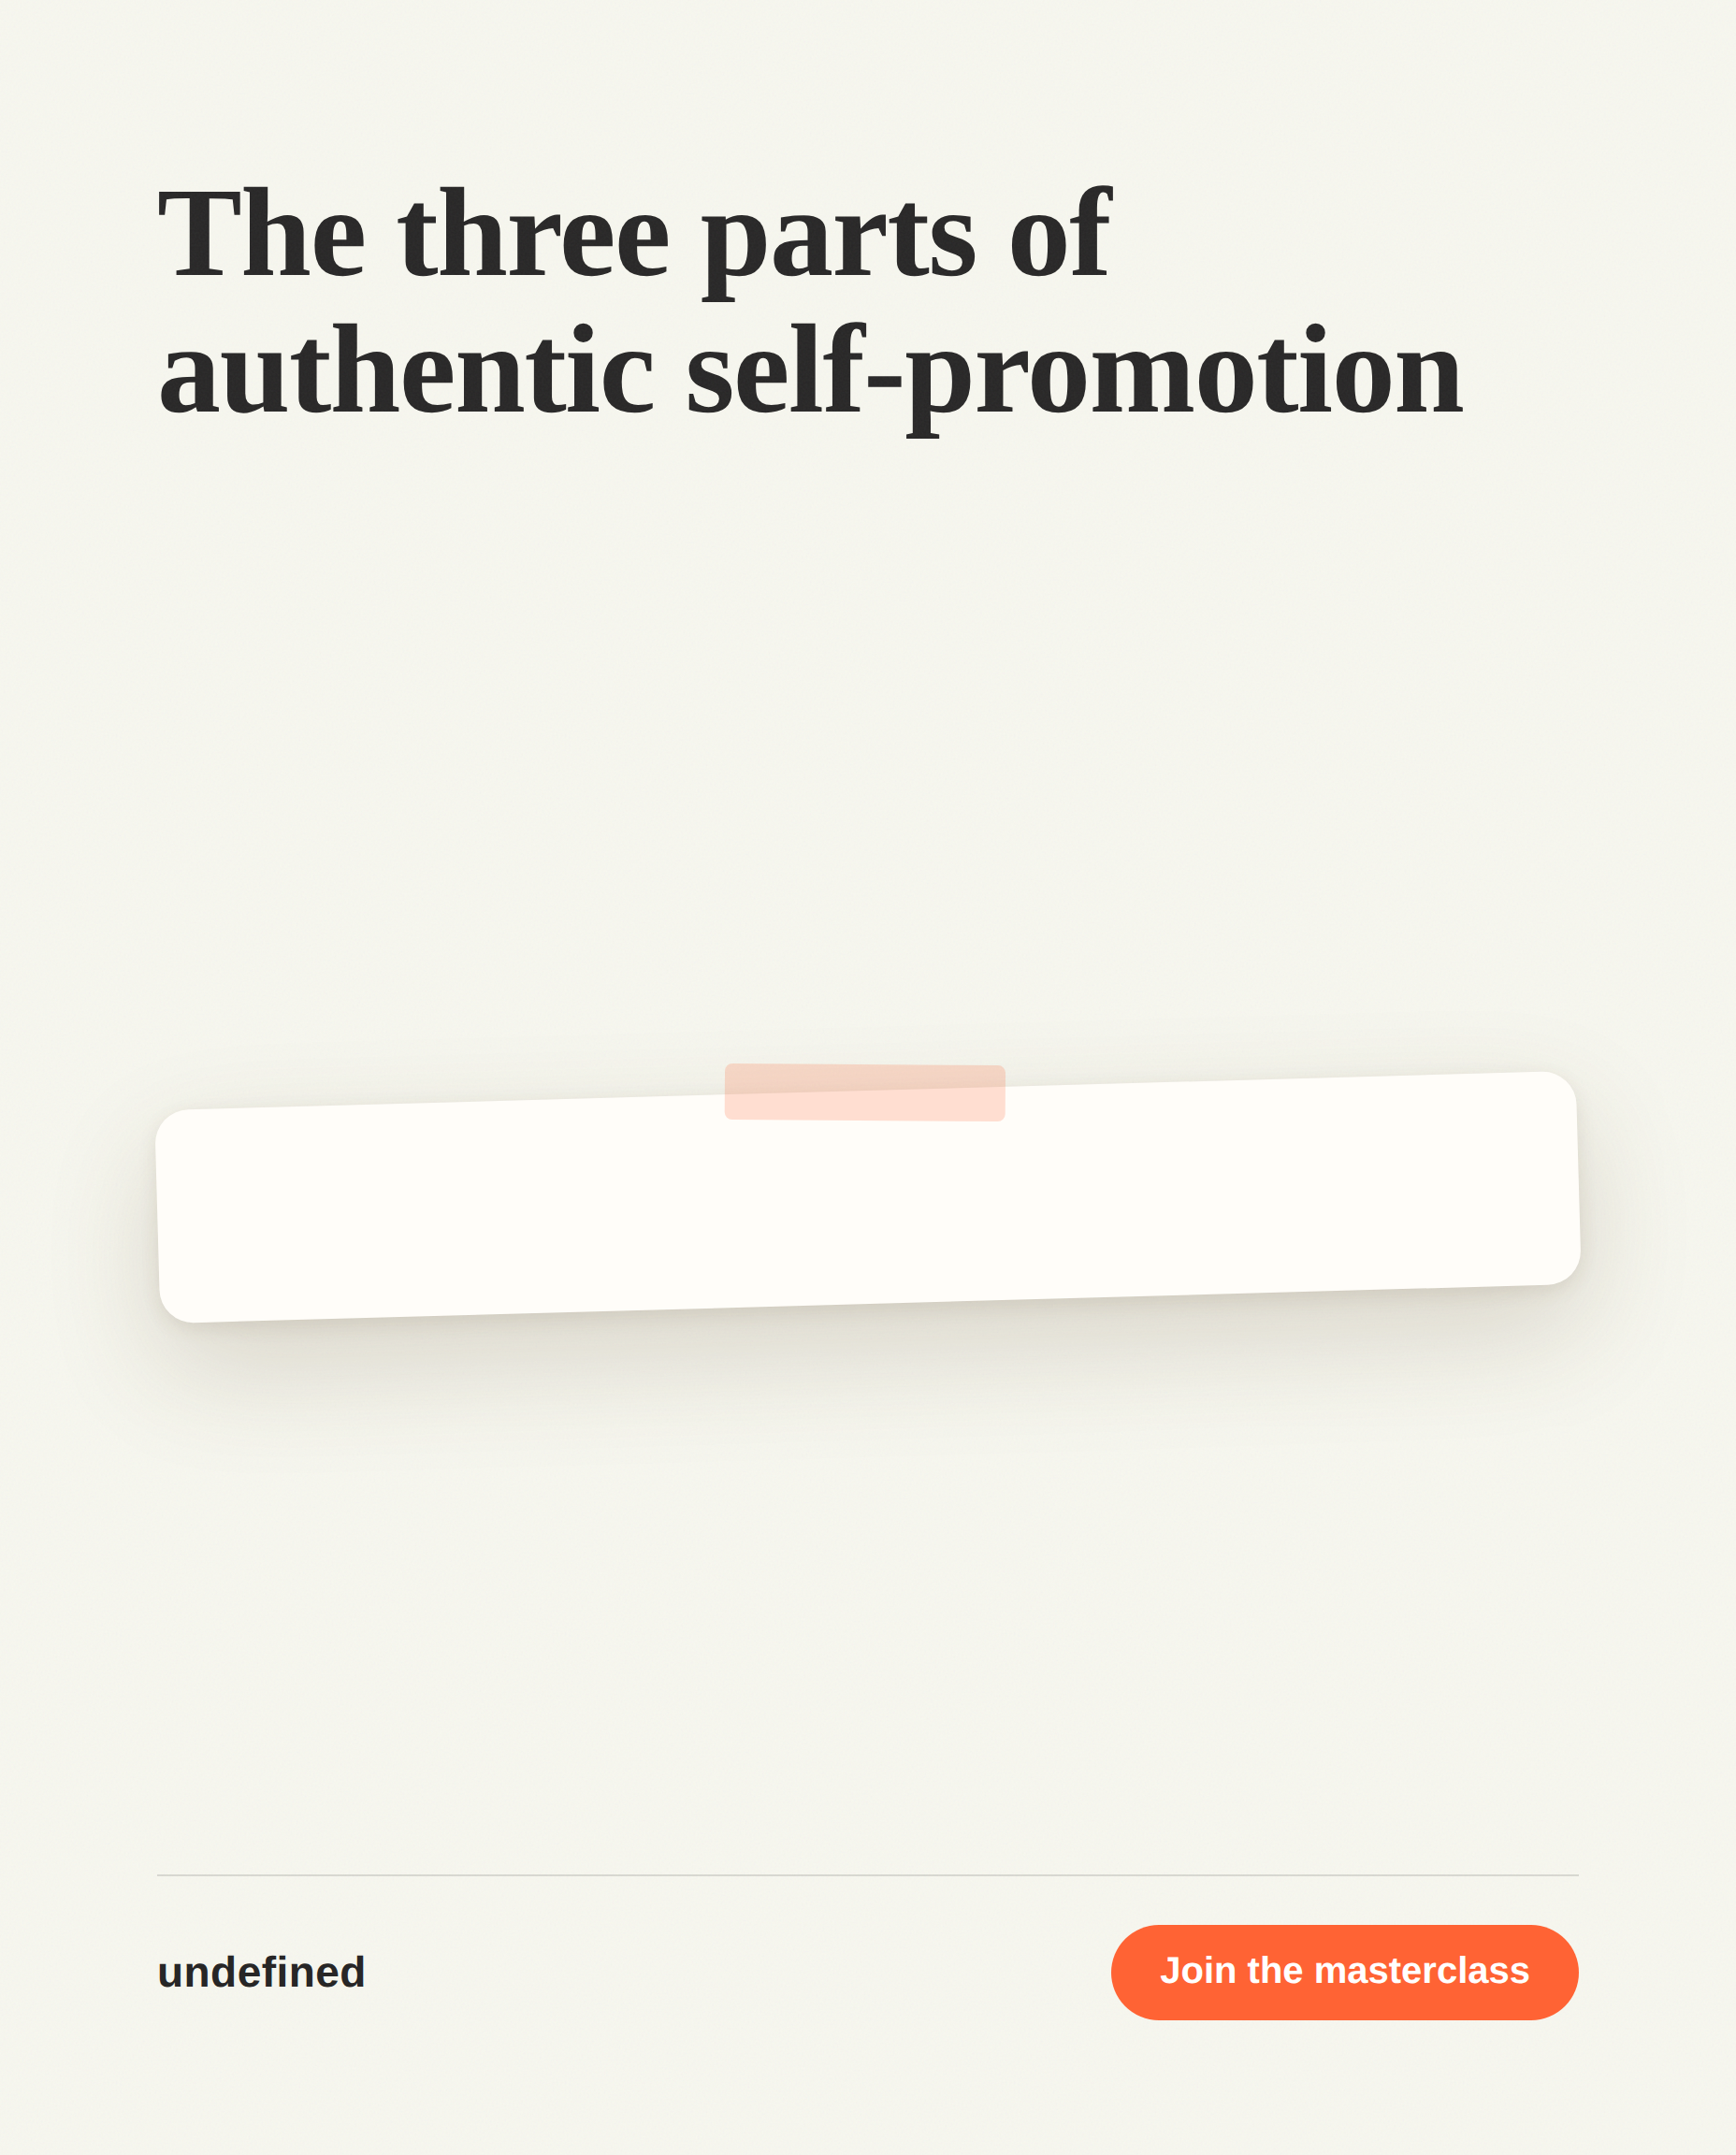 The three parts of
authentic self-promotion
undefined
Join the masterclass